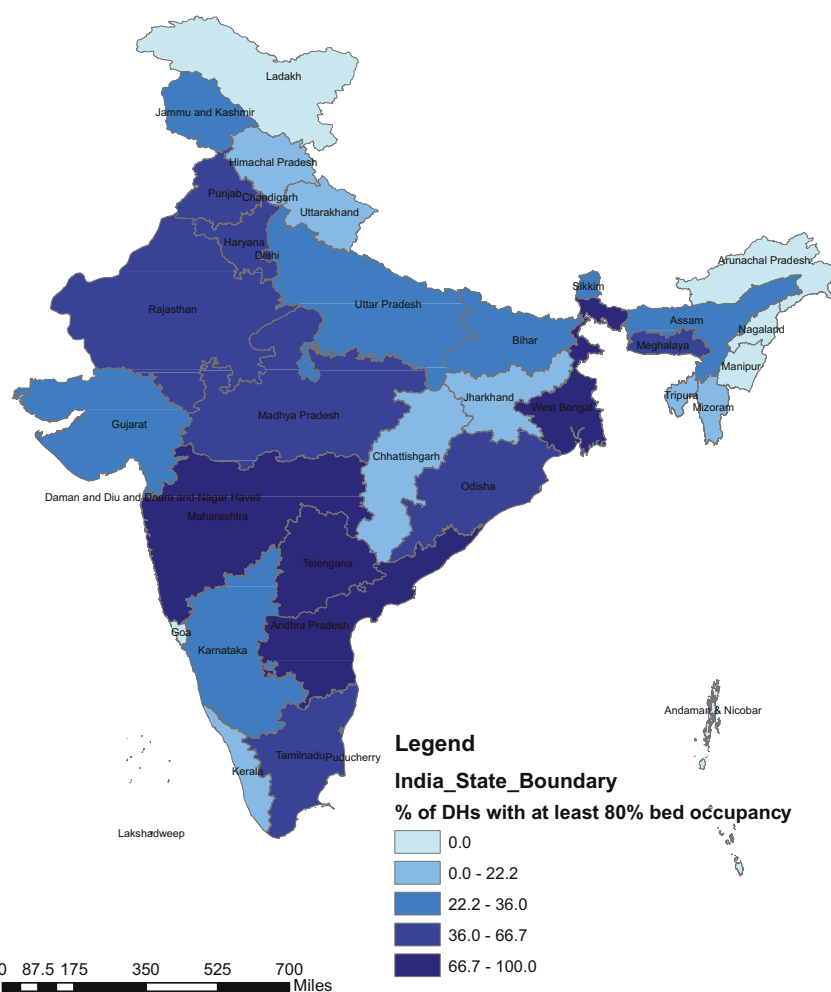 Ladakh
Jammu and Kashmir
Himachal Pradesh
Punjab
Chandigarh
Uttarakhand
Haryana
Delhi
Arunachal Pradesh
Sikkim
Rajasthan
Uttar Pradesh
Assam
Nagaland
Bihar
Meghalaya
Manipur
Jharkhand
Tripura
Mizoram
West Bengal
Madhya Pradesh
Gujarat
Chhattishgarh
Odisha
Daman and Diu and Dadra and Nagar Haveli
Maharashtra
Telengana
Andhra Pradesh
Goa
Karnataka
Andaman & Nicobar
Tamilnadu
Puducherry
Kerala
Lakshadweep
Legend
India_State_Boundary
% of DHs with at least 80% bed occupancy
0.0
0.0 - 22.2
22.2 - 36.0
36.0 - 66.7
66.7 - 100.0
0 87.5 175 350 525 700
Miles